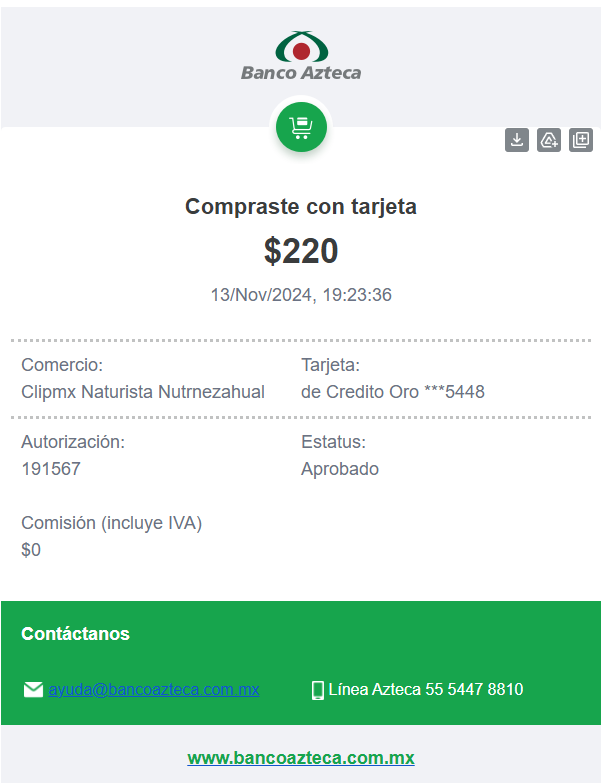 Banco Azteca
Compraste con tarjeta
$220
13/Nov/2024, 19:23:36
Comercio:
Clipmx Naturista Nutrnezahual
Tarjeta:
de Credito Oro ***5448
Autorización:
191567
Estatus:
Aprobado
Comisión (incluye IVA)
$0
Contáctanos
ayuda@bancoazteca.com.mx
Línea Azteca 55 5447 8810
www.bancoazteca.com.mx